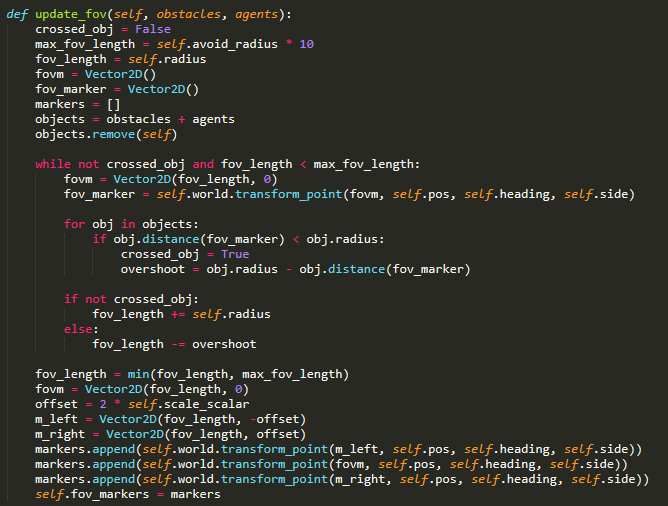 def update_fov(self, obstacles, agents):
    crossed_obj = False
    max_fov_length = self.avoid_radius * 10
    fov_length = self.radius
    fovm = Vector2D()
    fov_marker = Vector2D()
    markers = []
    objects = obstacles + agents
    objects.remove(self)

    while not crossed_obj and fov_length < max_fov_length:
        fovm = Vector2D(fov_length, 0)
        fov_marker = self.world.transform_point(fovm, self.pos, self.heading, self.side)

        for obj in objects:
            if obj.distance(fov_marker) < obj.radius:
                crossed_obj = True
                overshoot = obj.radius - obj.distance(fov_marker)

        if not crossed_obj:
            fov_length += self.radius
        else:
            fov_length -= overshoot

    fov_length = min(fov_length, max_fov_length)
    fovm = Vector2D(fov_length, 0)
    offset = 2 * self.scale_scalar
    m_left = Vector2D(fov_length, -offset)
    m_right = Vector2D(fov_length, offset)
    markers.append(self.world.transform_point(m_left, self.pos, self.heading, self.side))
    markers.append(self.world.transform_point(fovm, self.pos, self.heading, self.side))
    markers.append(self.world.transform_point(m_right, self.pos, self.heading, self.side))
    self.fov_markers = markers